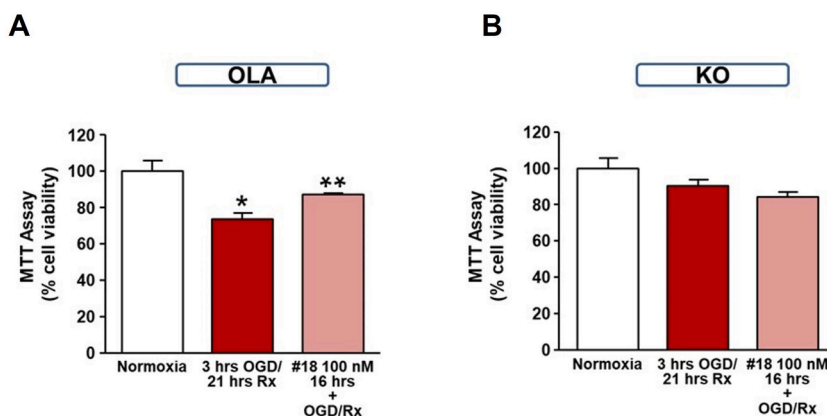 A
OLA
MTT Assay
(% cell viability)
120
100
80
60
40
20
0
*
**
Normoxia
3 hrs OGD/
21 hrs Rx
#18 100 nM
16 hrs
+
OGD/Rx
B
KO
MTT Assay
(% cell viability)
120
100
80
60
40
100
0
Normoxia
3 hrs OGD/
21 hrs Rx
#18 100 nM
16 hrs
+
OGD/Rx